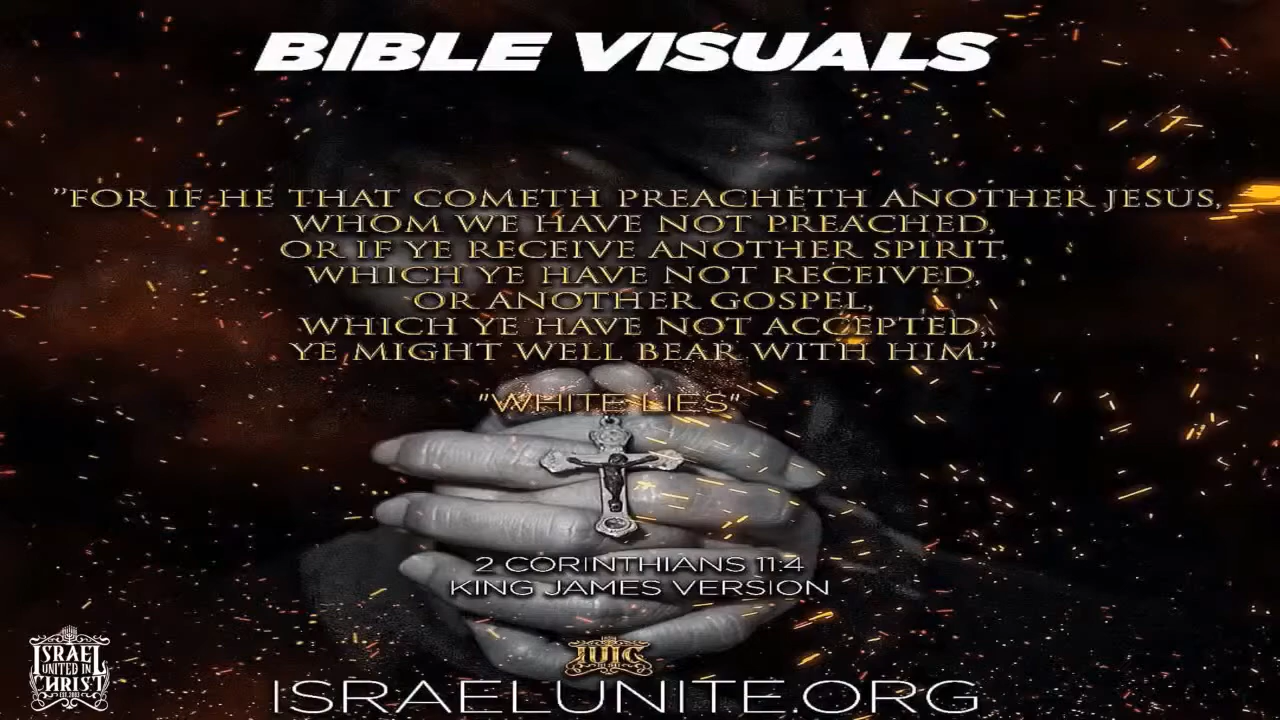 BIBLE VISUALS
"FOR IF HE THAT COMETH PREACHETH ANOTHER JESUS,
WHOM WE HAVE NOT PREACHED,
OR IF YE RECEIVE ANOTHER SPIRIT,
WHICH YE HAVE NOT RECEIVED,
OR ANOTHER GOSPEL,
WHICH YE HAVE NOT ACCEPTED,
YE MIGHT WELL BEAR WITH HIM."
"WHITE LIES"
2 CORINTHIANS 11:4
KING JAMES VERSION
ISRAEL
UNITED IN
CHRIST
EST. 2003
IUIC
ISRAELUNITE.ORG